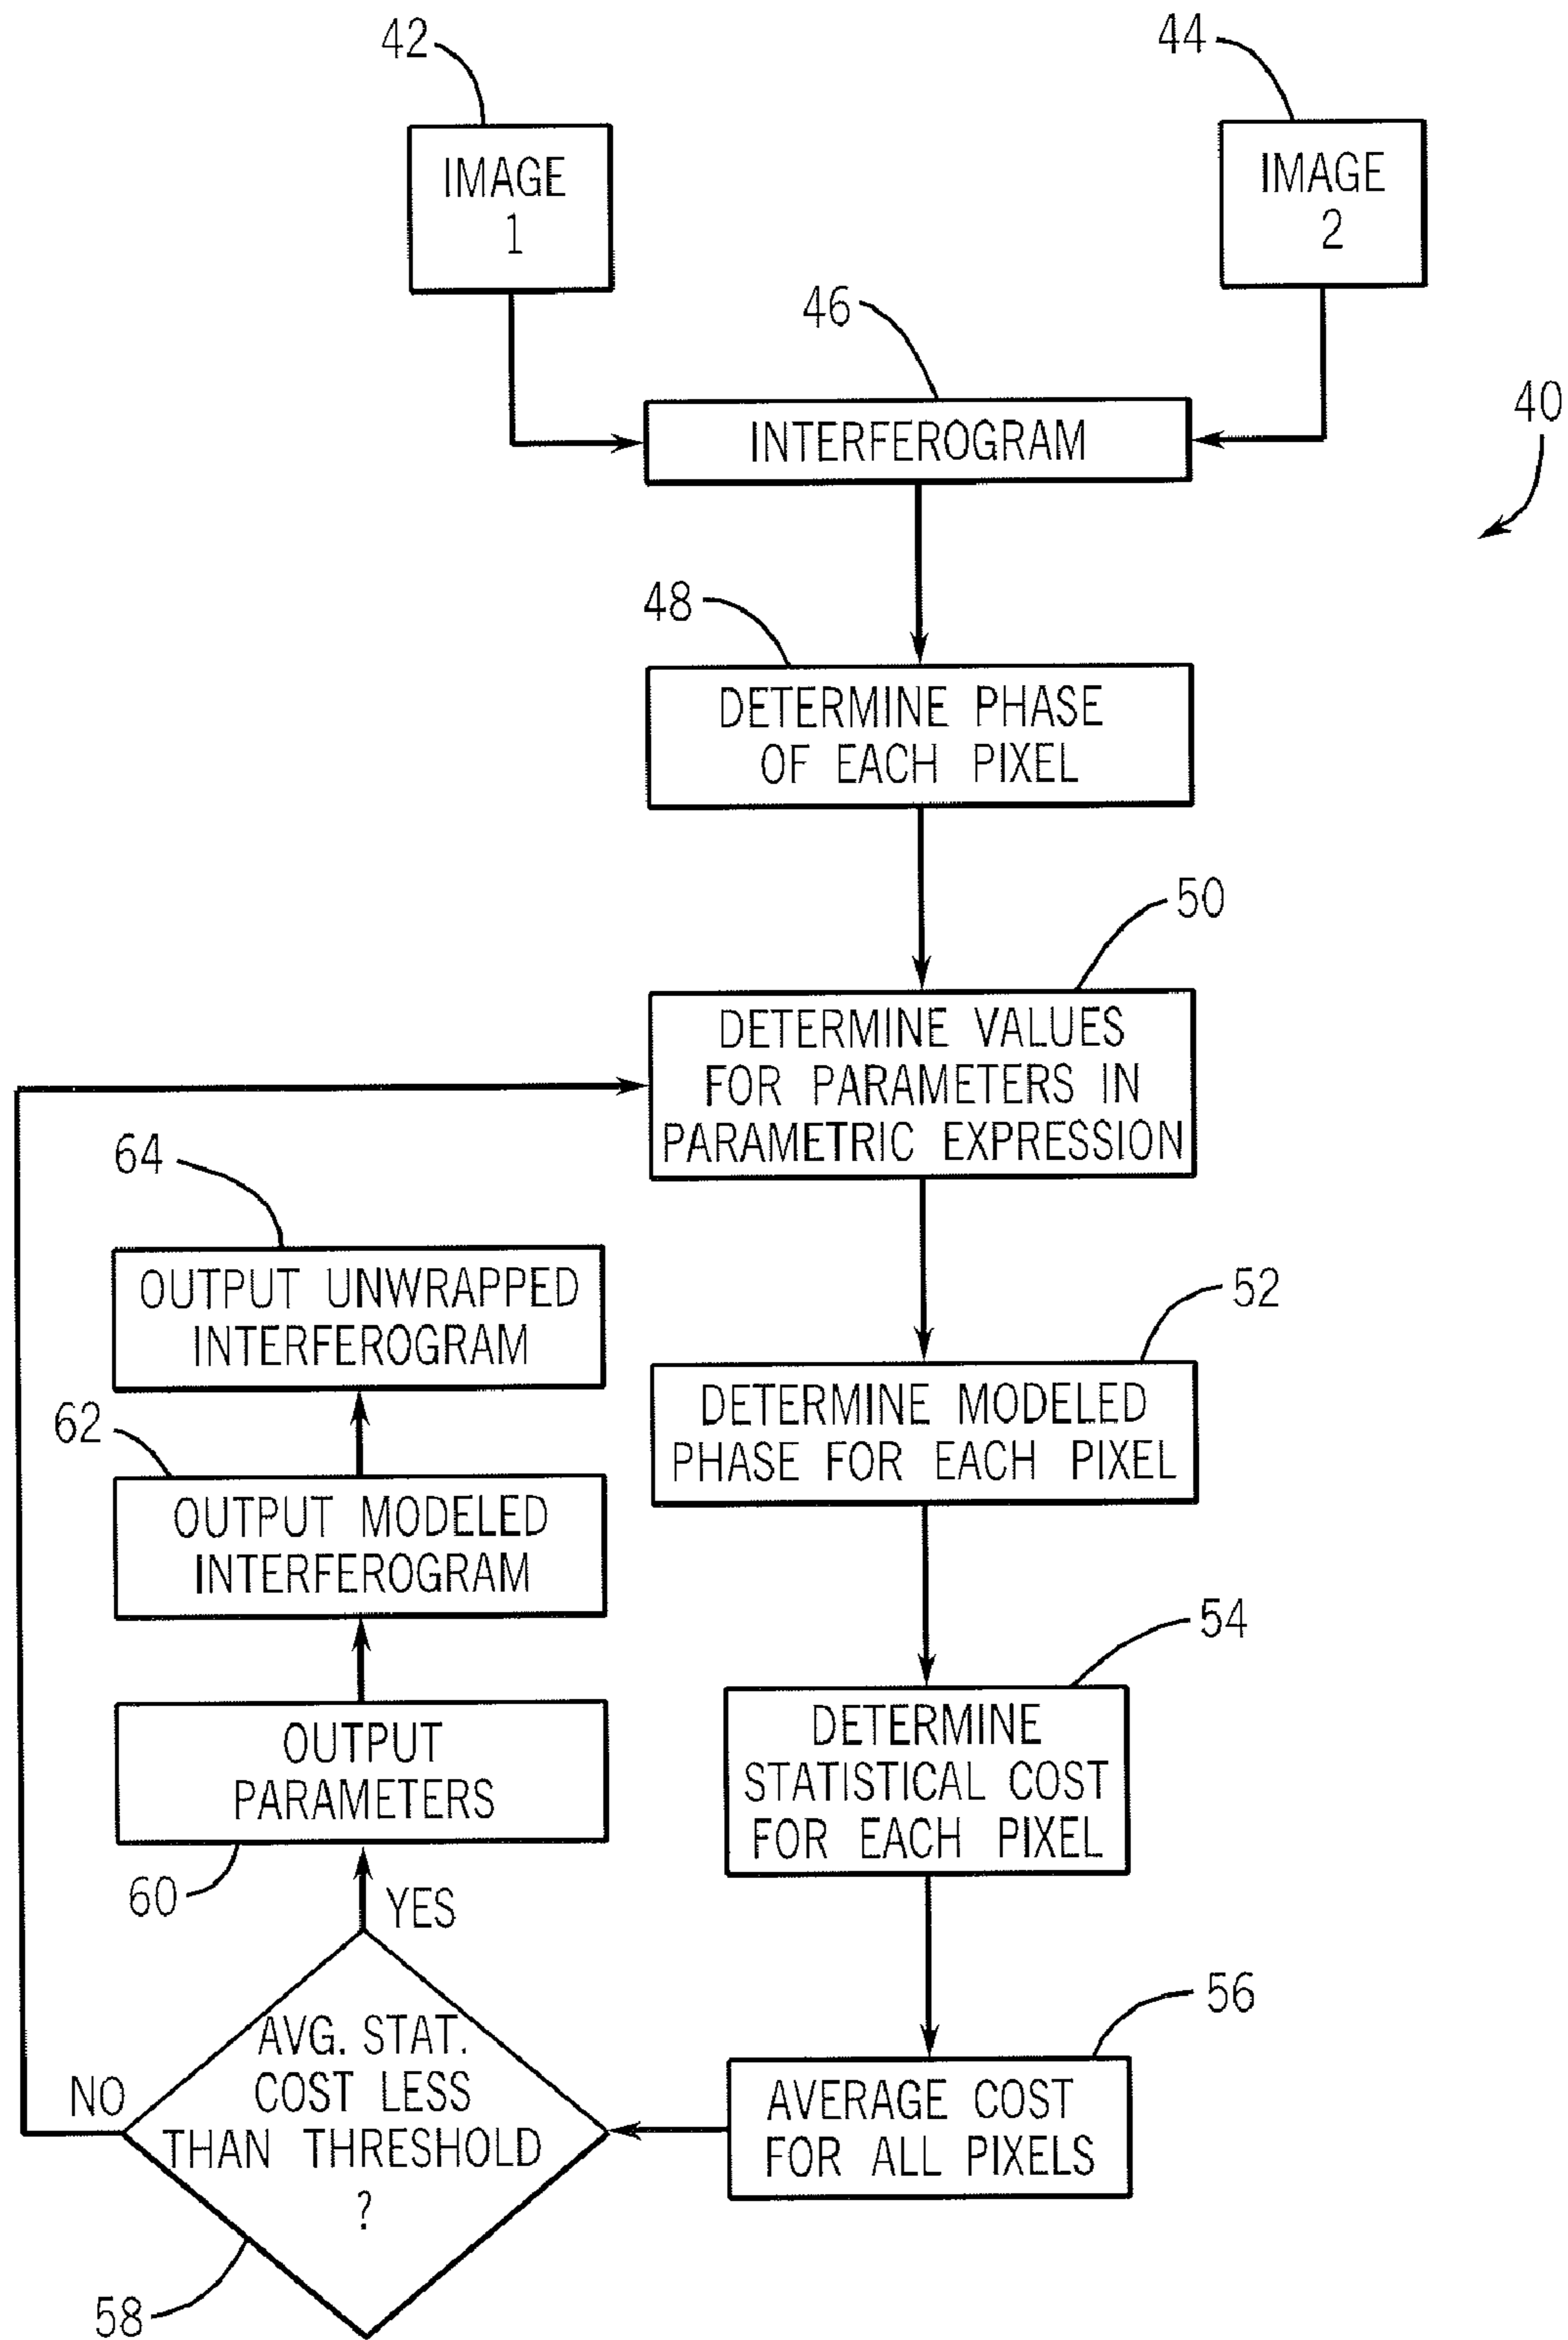 42
44
IMAGE
1
IMAGE
2
46
INTERFEROGRAM
40
48
DETERMINE PHASE
OF EACH PIXEL
50
DETERMINE VALUES
FOR PARAMETERS IN
PARAMETRIC EXPRESSION
64
OUTPUT UNWRAPPED
INTERFEROGRAM
52
DETERMINE MODELED
PHASE FOR EACH PIXEL
62
OUTPUT MODELED
INTERFEROGRAM
54
DETERMINE
STATISTICAL COST
FOR EACH PIXEL
OUTPUT
PARAMETERS
60
YES
56
AVERAGE COST
FOR ALL PIXELS
AVG. STAT.
COST LESS
THAN THRESHOLD
?
NO
58